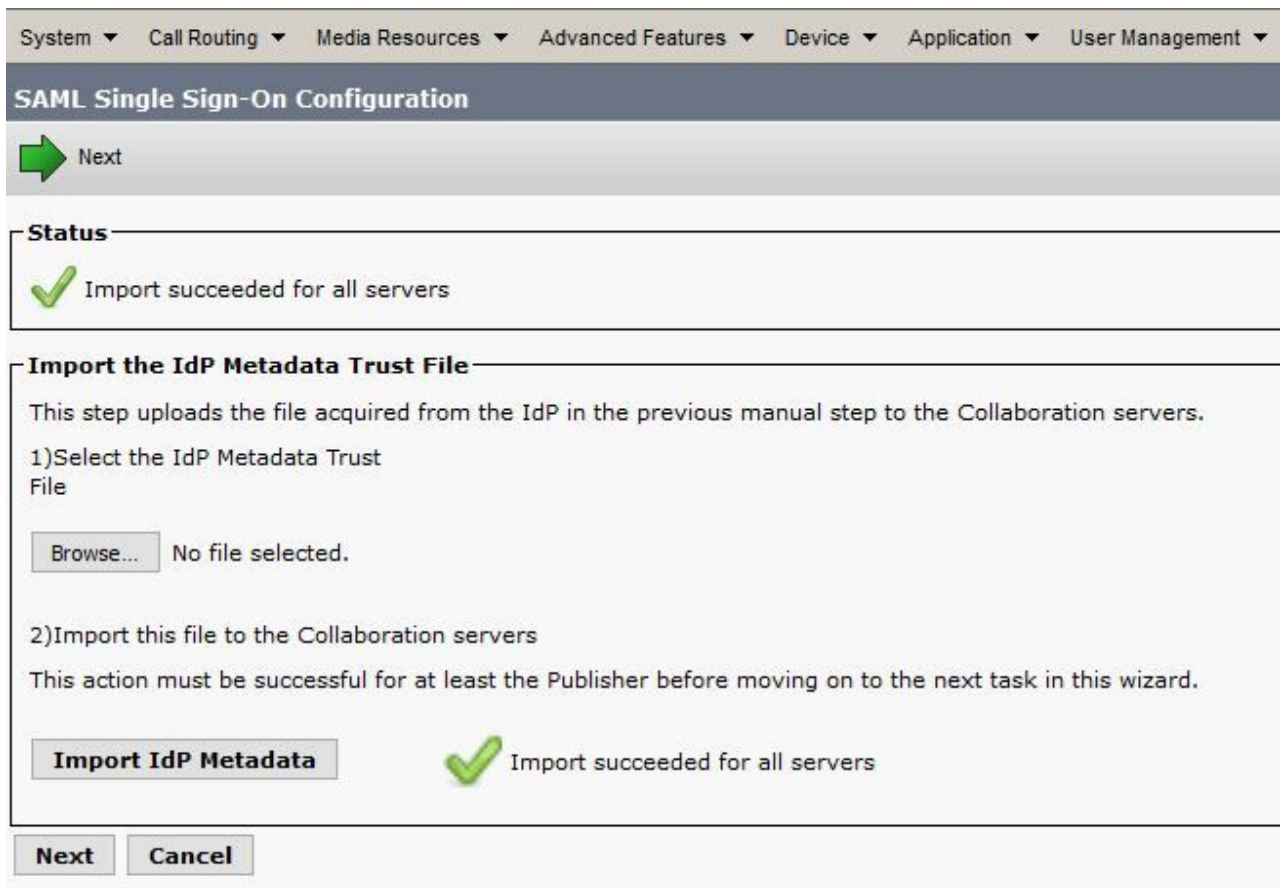 System Call Routing Media Resources Advanced Features Device Application User Management
SAML Single Sign-On Configuration
Next
Status
Import succeeded for all servers
Import the IdP Metadata Trust File
This step uploads the file acquired from the IdP in the previous manual step to the Collaboration servers.
1)Select the IdP Metadata Trust
File
Browse... No file selected.
2)Import this file to the Collaboration servers
This action must be successful for at least the Publisher before moving on to the next task in this wizard.
Import IdP Metadata Import succeeded for all servers
Next Cancel